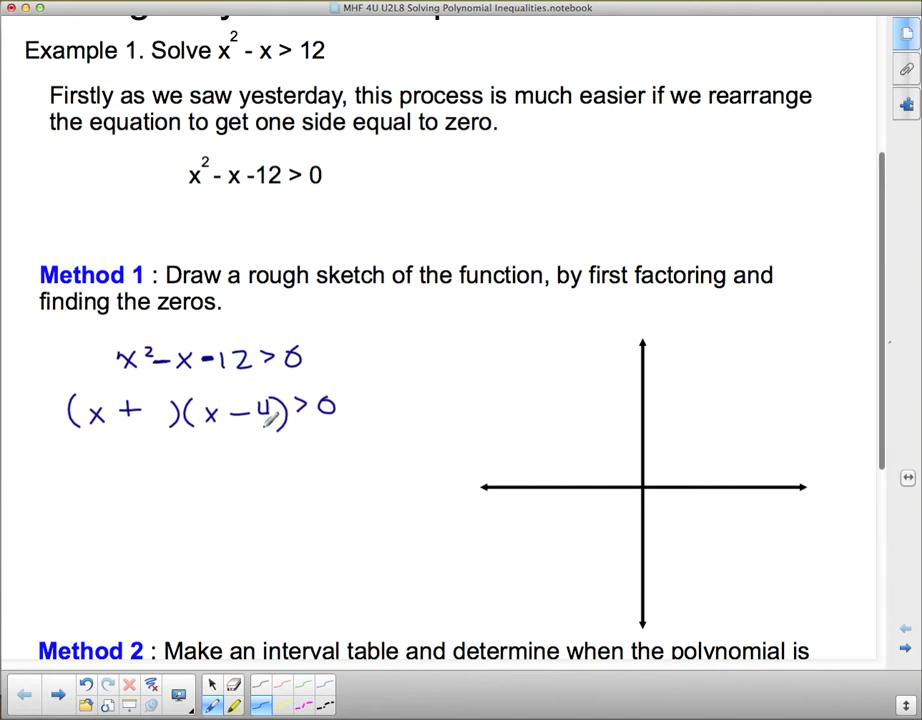 MHF 4U U2L8 Solving Polynomial Inequalities.notebook
Example 1. Solve x² - x > 12
Firstly as we saw yesterday, this process is much easier if we rearrange
the equation to get one side equal to zero.
x² - x -12 > 0
Method 1 : Draw a rough sketch of the function, by first factoring and
finding the zeros.
x² - x - 12 > 0
(x + )(x - 4) > 0
Method 2 : Make an interval table and determine when the polynomial is